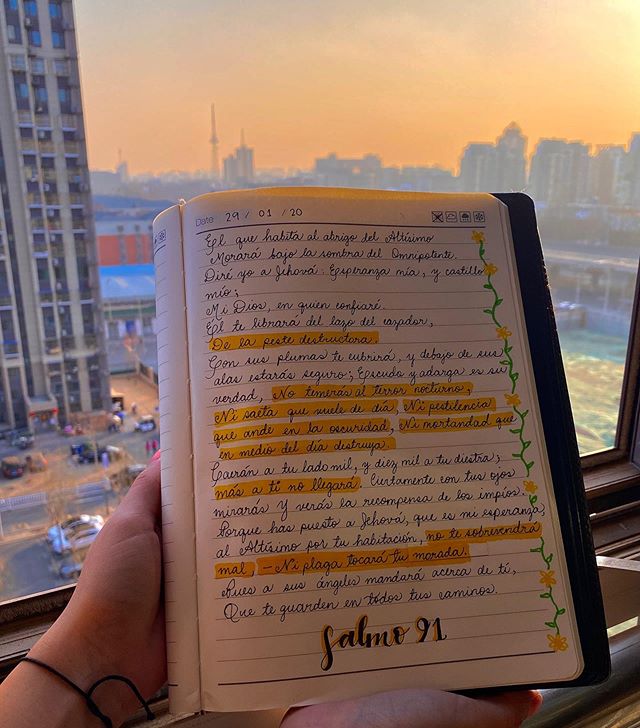 Date 29 / 01 / 20
El que habita al abrigo del Altísimo
Morará bajo la sombra del Omnipotente.
Diré yo a Jehová: Esperanza mía, y castillo
mío;
Mi Dios, en quien confiaré.
El te librará del lazo del cazador,
De la peste destructora.
Con sus plumas te cubrirá, y debajo de sus
alas estarás seguro; Escudo y adarga es su
verdad, No temerás al terror nocturno,
Ni saeta que vuele de día, Ni pestilencia
que ande en la oscuridad, Ni mortandad que
en medio del día destruya.
Caerán a tu lado mil, y diez mil a tu diestra;
más a tí no llegará. Ciertamente con tus ojos
mirarás y verás la recompensa de los impíos.
Porque has puesto a Jehová, que es mi esperanza,
al Altísimo por tu habitación, no te sobrevendrá
mal, - Ni plaga tocará tu morada.
Pues a sus ángeles mandará acerca de tí,
Que te guarden en todos tus caminos.
Salmo 91